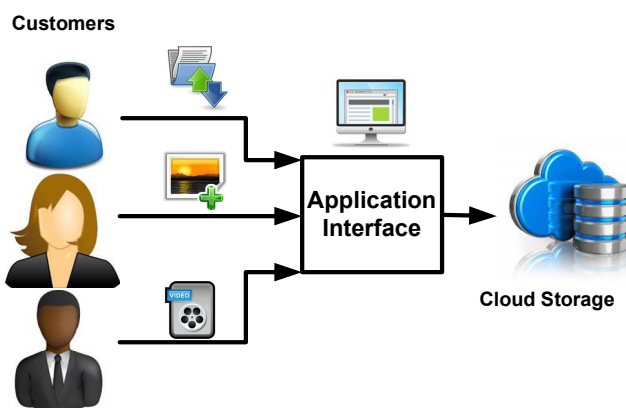 Customers
VIDEO
Application
Interface
Cloud Storage